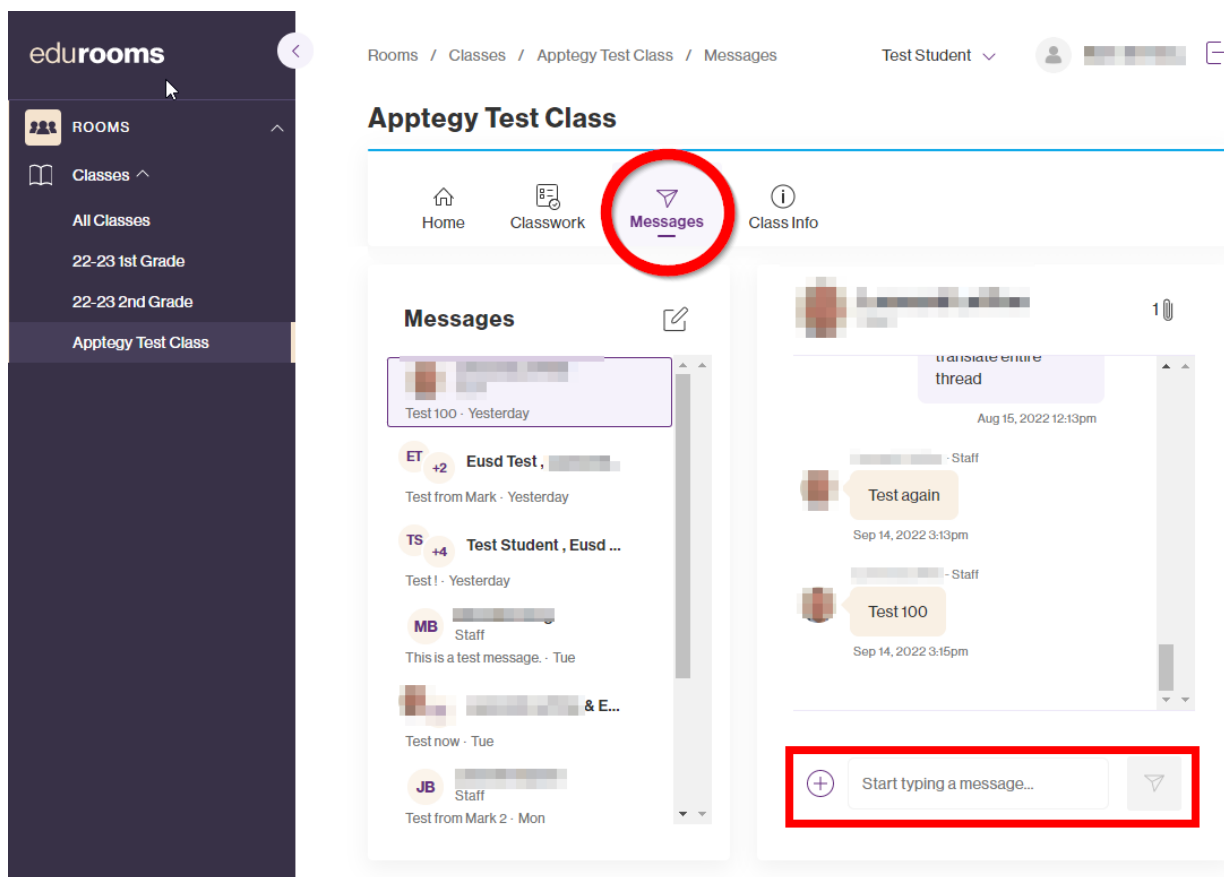 edurooms
ROOMS
Classes
All Classes
22-23 1st Grade
22-23 2nd Grade
Apptegy Test Class
Rooms / Classes / Apptegy Test Class / Messages
Test Student
Apptegy Test Class
Home
Classwork
Messages
Class Info
Messages
Test 100 · Yesterday
ET +2 Eusd Test ,
Test from Mark · Yesterday
TS +4 Test Student , Eusd ...
Test ! · Yesterday
MB
Staff
This is a test message. · Tue
& E...
Test now · Tue
JB
Staff
Test from Mark 2 · Mon
1
translate entire
thread
Aug 15, 2022 12:13pm
· Staff
Test again
Sep 14, 2022 3:13pm
- Staff
Test 100
Sep 14, 2022 3:15pm
Start typing a message...